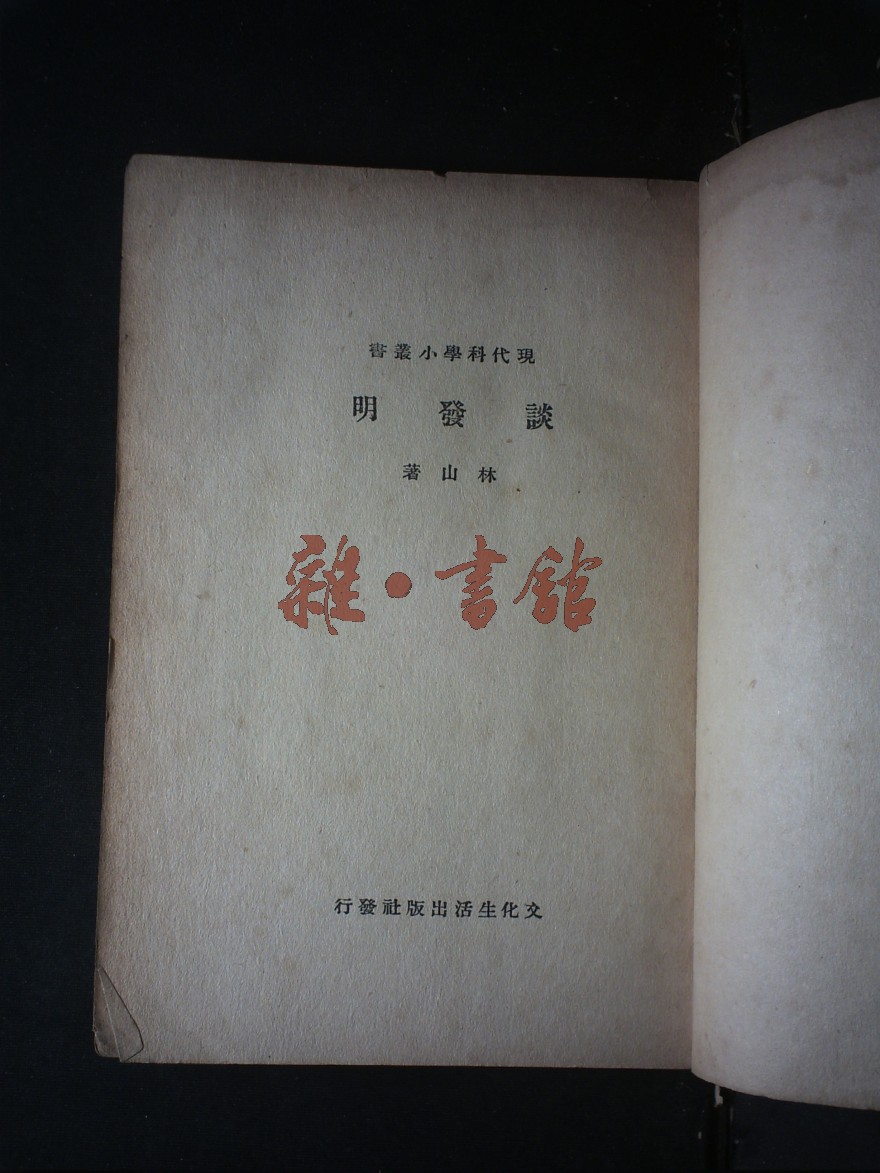 現代科學小叢書
談發明
林山著
雜·書館
文化生活出版社發行